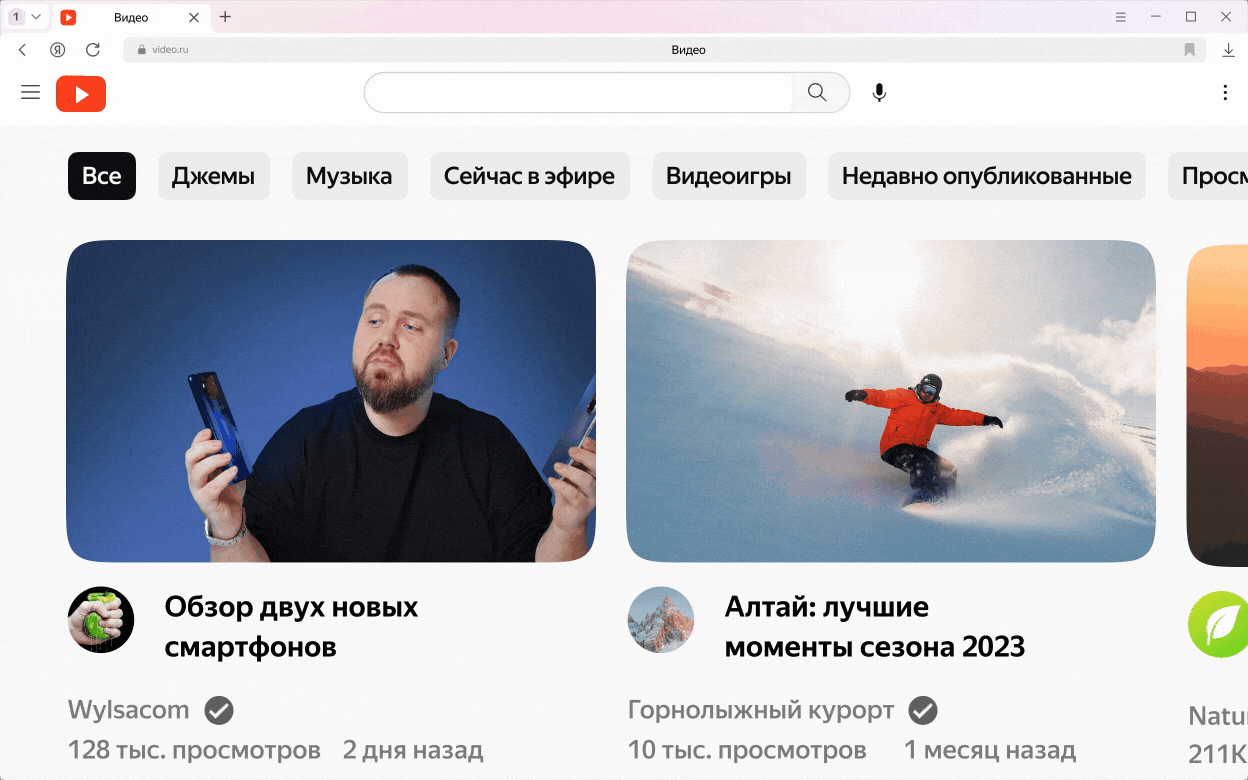 1
Видео
Я
video.ru
Видео
Все
Джемы
Музыка
Сейчас в эфире
Видеоигры
Недавно опубликованные
Просм
Обзор двух новых
смартфонов
Wylsacom
128 тыс. просмотров 2 дня назад
Алтай: лучшие
моменты сезона 2023
Горнолыжный курорт
10 тыс. просмотров 1 месяц назад
Natu
211K